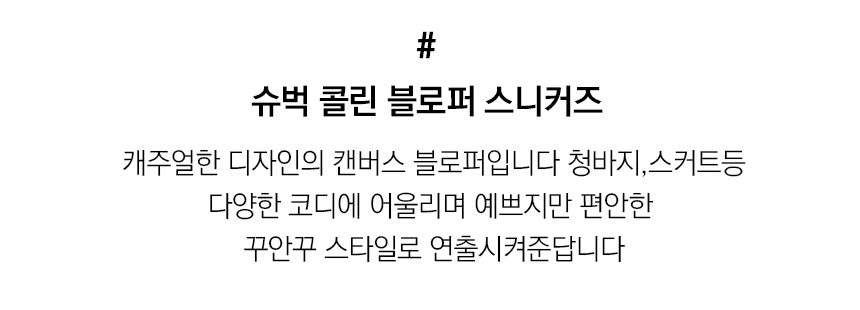 #
슈벅 콜린 블로퍼 스니커즈
캐주얼한 디자인의 캔버스 블로퍼입니다 청바지,스커트등
다양한 코디에 어울리며 예쁘지만 편안한
꾸안꾸 스타일로 연출시켜준답니다